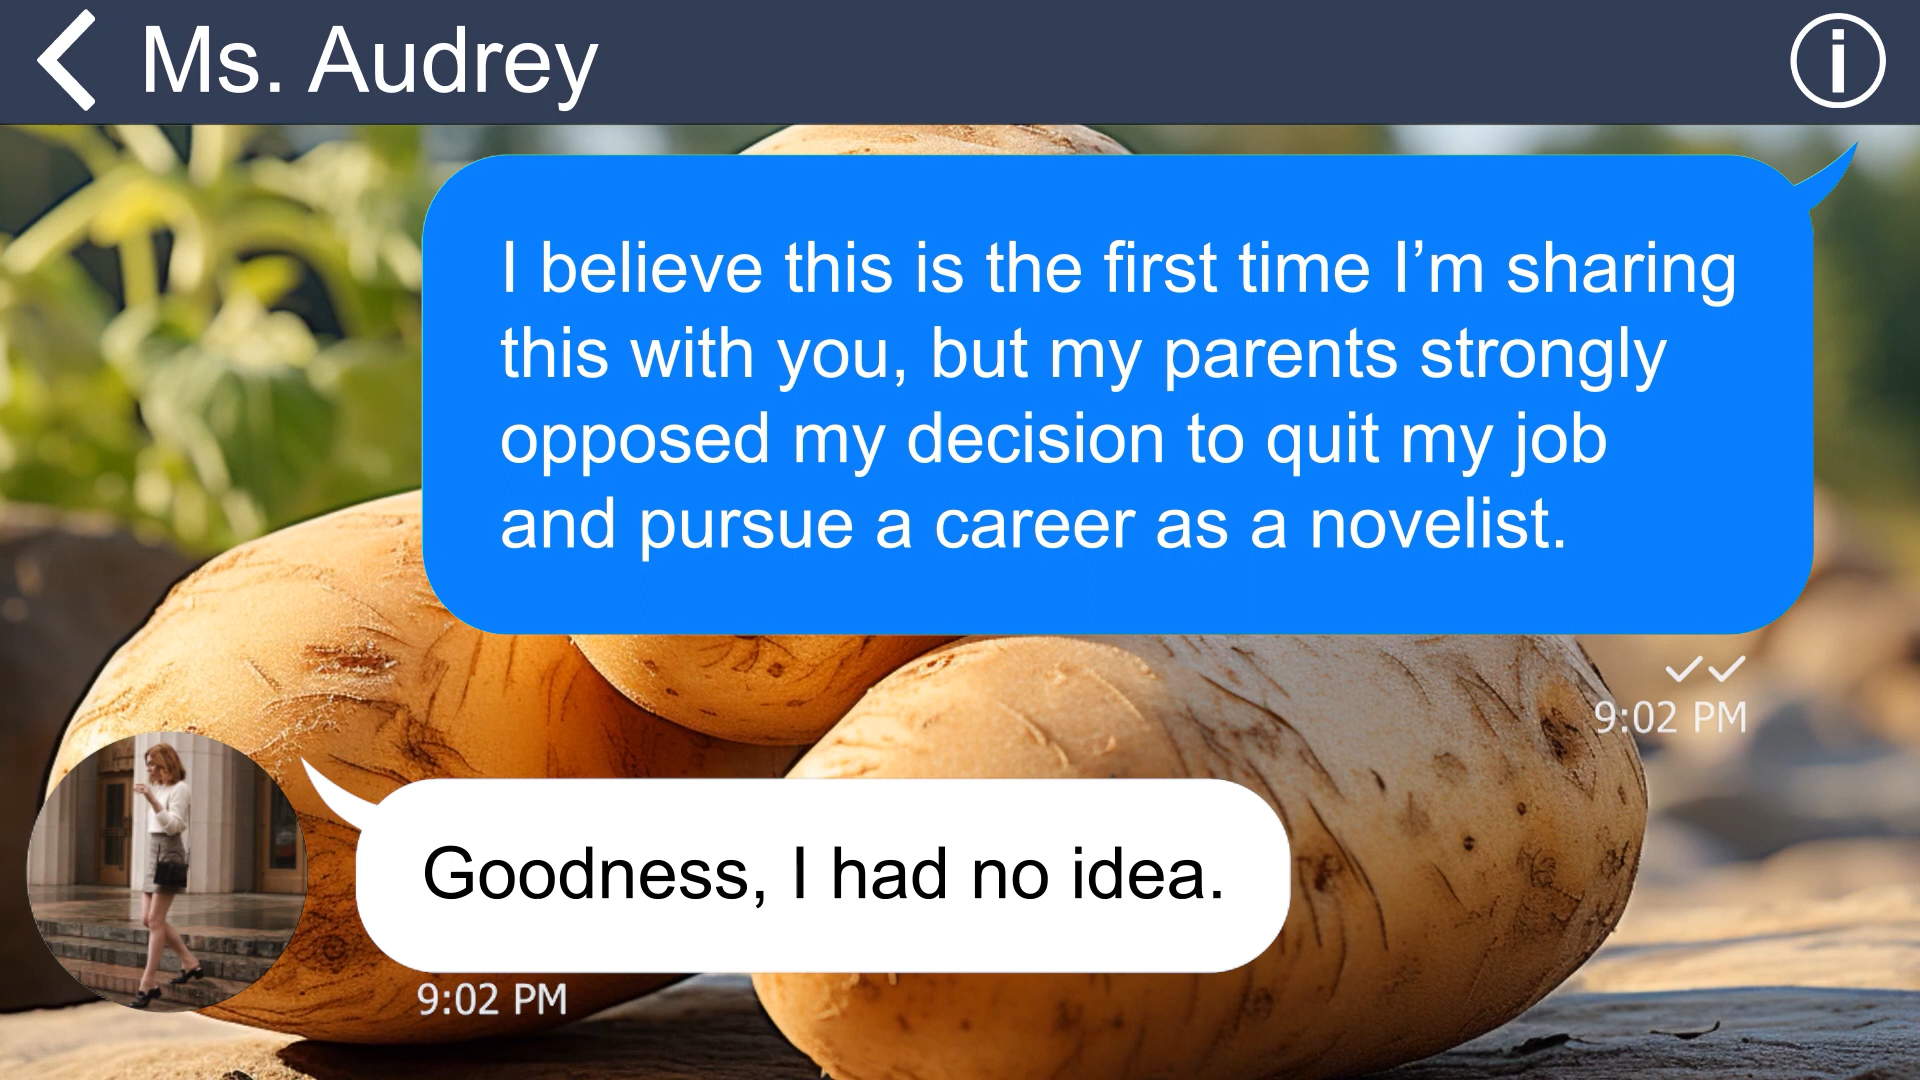 Ms. Audrey
I believe this is the first time I’m sharing
this with you, but my parents strongly
opposed my decision to quit my job
and pursue a career as a novelist.
9:02 PM
Goodness, I had no idea.
9:02 PM